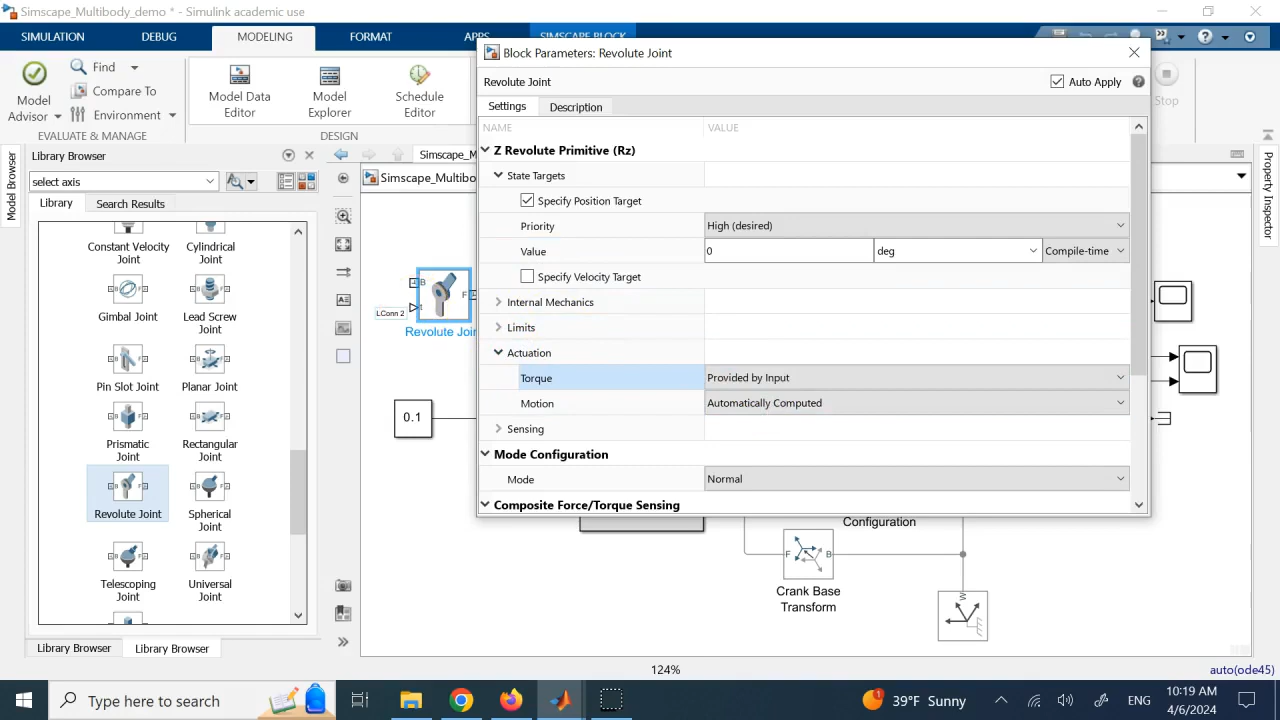 Simscape_Multibody_demo * - Simulink academic use
SIMULATION
DEBUG
MODELING
FORMAT
APPS
SIMSCAPE BLOCK
Model
Advisor
Find
Compare To
Environment
Model Data
Editor
Model
Explorer
Schedule
Editor
Stop
EVALUATE & MANAGE
DESIGN
Block Parameters: Revolute Joint
Revolute Joint
Auto Apply
Settings
Description
NAME
VALUE
Z Revolute Primitive (Rz)
State Targets
Specify Position Target
Priority
High (desired)
Value
0
deg
Compile-time
Specify Velocity Target
Internal Mechanics
Limits
Actuation
Torque
Provided by Input
Motion
Automatically Computed
Sensing
Mode Configuration
Mode
Normal
Composite Force/Torque Sensing
Model Browser
Library Browser
select axis
Library
Search Results
Constant Velocity
Joint
Cylindrical
Joint
Gimbal Joint
Lead Screw
Joint
Pin Slot Joint
Planar Joint
Prismatic
Joint
Rectangular
Joint
Revolute Joint
Spherical
Joint
Telescoping
Joint
Universal
Joint
Library Browser
Library Browser
Simscape_M
Simscape_Multibo
B
F
t
LConn 2
Revolute Join
0.1
Configuration
F
B
Crank Base
Transform
W
Property Inspector
124%
auto(ode45)
Type here to search
1
39°F Sunny
ENG
10:19 AM
4/6/2024